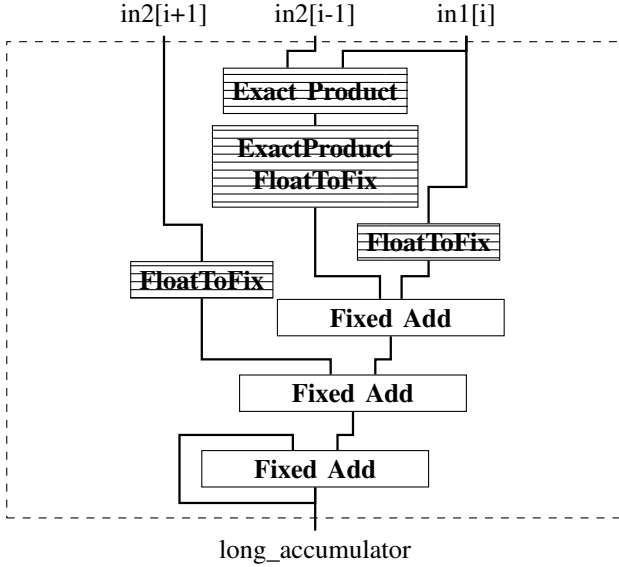 in2[i+1] in2[i-1] in1[i]
Exact Product
ExactProduct
FloatToFix
FloatToFix
FloatToFix
Fixed Add
Fixed Add
Fixed Add
long_accumulator